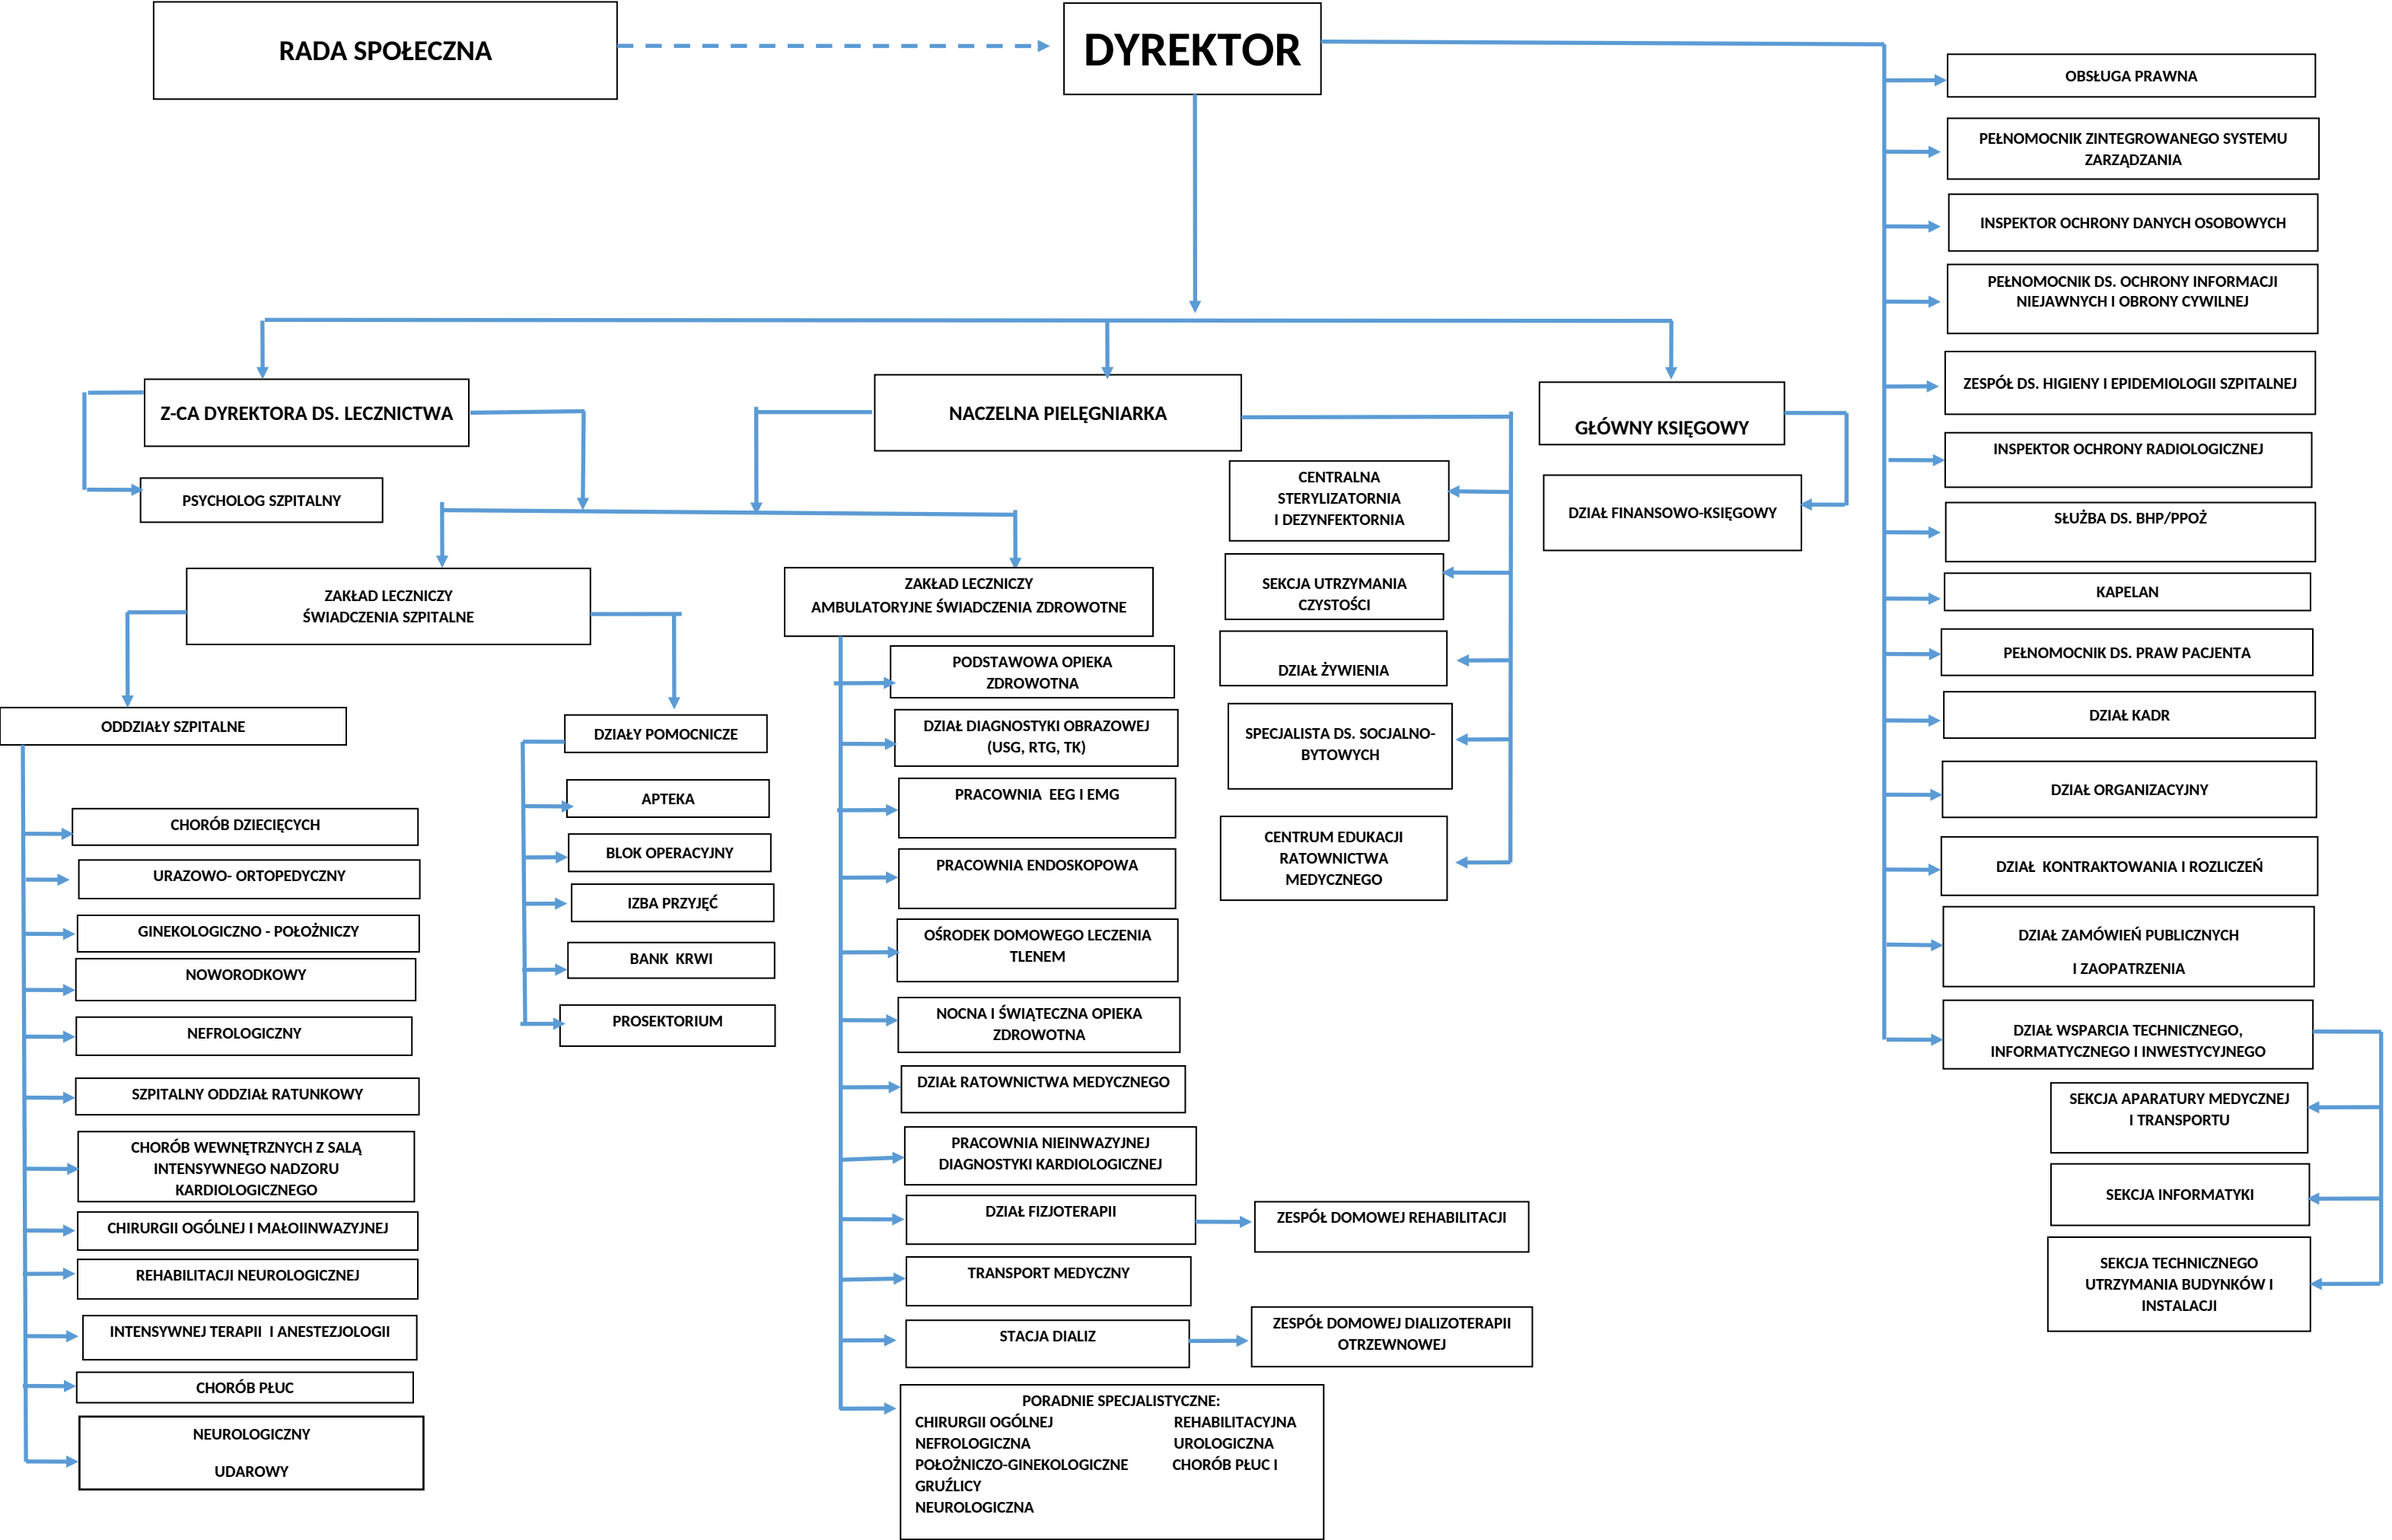 RADA SPOŁECZNA
DYREKTOR
OBSŁUGA PRAWNA
PEŁNOMOCNIK ZINTEGROWANEGO SYSTEMU
ZARZĄDZANIA
INSPEKTOR OCHRONY DANYCH OSOBOWYCH
PEŁNOMOCNIK DS. OCHRONY INFORMACJI
NIEJAWNYCH I OBRONY CYWILNEJ
ZESPÓŁ DS. HIGIENY I EPIDEMIOLOGII SZPITALNEJ
INSPEKTOR OCHRONY RADIOLOGICZNEJ
SŁUŻBA DS. BHP/PPOŻ
KAPELAN
PEŁNOMOCNIK DS. PRAW PACJENTA
DZIAŁ KADR
DZIAŁ ORGANIZACYJNY
DZIAŁ  KONTRAKTOWANIA I ROZLICZEŃ
DZIAŁ ZAMÓWIEŃ PUBLICZNYCH
I ZAOPATRZENIA
DZIAŁ WSPARCIA TECHNICZNEGO,
INFORMATYCZNEGO I INWESTYCYJNEGO
SEKCJA APARATURY MEDYCZNEJ
I TRANSPORTU
SEKCJA INFORMATYKI
SEKCJA TECHNICZNEGO
UTRZYMANIA BUDYNKÓW I
INSTALACJI
Z-CA DYREKTORA DS. LECZNICTWA
PSYCHOLOG SZPITALNY
NACZELNA PIELĘGNIARKA
GŁÓWNY KSIĘGOWY
DZIAŁ FINANSOWO-KSIĘGOWY
CENTRALNA
STERYLIZATORNIA
I DEZYNFEKTORNIA
SEKCJA UTRZYMANIA
CZYSTOŚCI
DZIAŁ ŻYWIENIA
SPECJALISTA DS. SOCJALNO-
BYTOWYCH
CENTRUM EDUKACJI
RATOWNICTWA
MEDYCZNEGO
ZAKŁAD LECZNICZY
ŚWIADCZENIA SZPITALNE
ODDZIAŁY SZPITALNE
CHORÓB DZIECIĘCYCH
URAZOWO- ORTOPEDYCZNY
GINEKOLOGICZNO - POŁOŻNICZY
NOWORODKOWY
NEFROLOGICZNY
SZPITALNY ODDZIAŁ RATUNKOWY
CHORÓB WEWNĘTRZNYCH Z SALĄ
INTENSYWNEGO NADZORU
KARDIOLOGICZNEGO
CHIRURGII OGÓLNEJ I MAŁOIINWAZYJNEJ
REHABILITACJI NEUROLOGICZNEJ
INTENSYWNEJ TERAPII  I ANESTEZJOLOGII
CHORÓB PŁUC
NEUROLOGICZNY
UDAROWY
DZIAŁY POMOCNICZE
APTEKA
BLOK OPERACYJNY
IZBA PRZYJĘĆ
BANK  KRWI
PROSEKTORIUM
ZAKŁAD LECZNICZY
AMBULATORYJNE ŚWIADCZENIA ZDROWOTNE
PODSTAWOWA OPIEKA
ZDROWOTNA
DZIAŁ DIAGNOSTYKI OBRAZOWEJ
(USG, RTG, TK)
PRACOWNIA  EEG I EMG
PRACOWNIA ENDOSKOPOWA
OŚRODEK DOMOWEGO LECZENIA
TLENEM
NOCNA I ŚWIĄTECZNA OPIEKA
ZDROWOTNA
DZIAŁ RATOWNICTWA MEDYCZNEGO
PRACOWNIA NIEINWAZYJNEJ
DIAGNOSTYKI KARDIOLOGICZNEJ
DZIAŁ FIZJOTERAPII
ZESPÓŁ DOMOWEJ REHABILITACJI
TRANSPORT MEDYCZNY
STACJA DIALIZ
ZESPÓŁ DOMOWEJ DIALIZOTERAPII
OTRZEWNOWEJ
PORADNIE SPECJALISTYCZNE:
CHIRURGII OGÓLNEJ REHABILITACYJNA
NEFROLOGICZNA UROLOGICZNA
POŁOŻNICZO-GINEKOLOGICZNE CHORÓB PŁUC I
GRUŹLICY
NEUROLOGICZNA